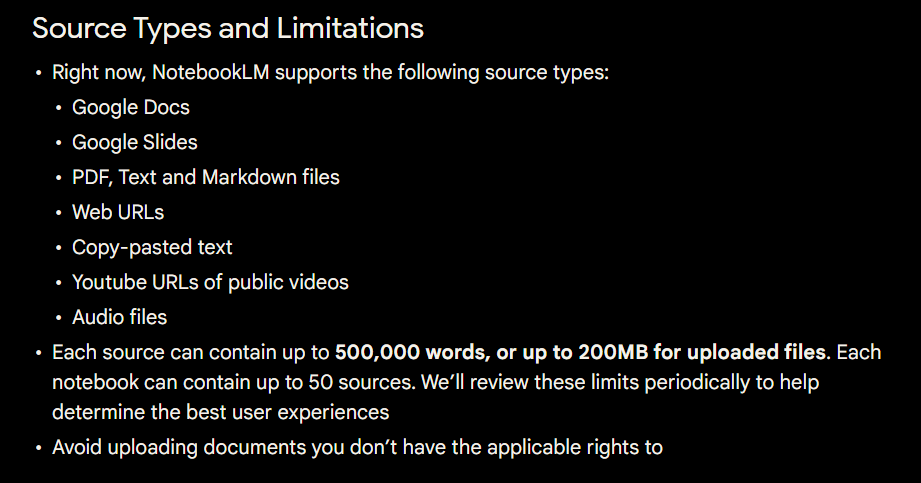 Source Types and Limitations
• Right now, NotebookLM supports the following source types:
• Google Docs
• Google Slides
• PDF, Text and Markdown files
• Web URLs
• Copy-pasted text
• Youtube URLs of public videos
• Audio files
• Each source can contain up to 500,000 words, or up to 200MB for uploaded files. Each
notebook can contain up to 50 sources. We’ll review these limits periodically to help
determine the best user experiences
• Avoid uploading documents you don’t have the applicable rights to